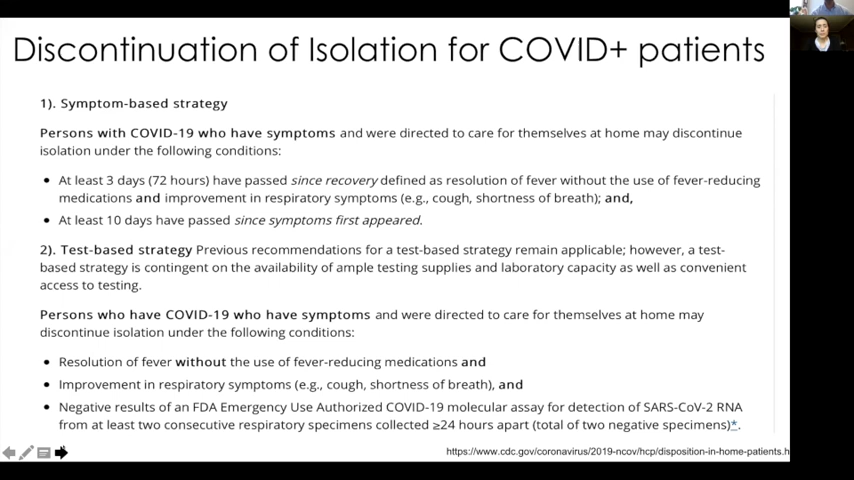 Discontinuation of Isolation for COVID+ patients
1). Symptom-based strategy
Persons with COVID-19 who have symptoms and were directed to care for themselves at home may discontinue
isolation under the following conditions:
• At least 3 days (72 hours) have passed since recovery defined as resolution of fever without the use of fever-reducing
medications and improvement in respiratory symptoms (e.g., cough, shortness of breath); and,
• At least 10 days have passed since symptoms first appeared.
2). Test-based strategy Previous recommendations for a test-based strategy remain applicable; however, a test-
based strategy is contingent on the availability of ample testing supplies and laboratory capacity as well as convenient
access to testing.
Persons who have COVID-19 who have symptoms and were directed to care for themselves at home may
discontinue isolation under the following conditions:
• Resolution of fever without the use of fever-reducing medications and
• Improvement in respiratory symptoms (e.g., cough, shortness of breath), and
• Negative results of an FDA Emergency Use Authorized COVID-19 molecular assay for detection of SARS-CoV-2 RNA
from at least two consecutive respiratory specimens collected ≥24 hours apart (total of two negative specimens)*.
https://www.cdc.gov/coronavirus/2019-ncov/hcp/disposition-in-home-patients.h